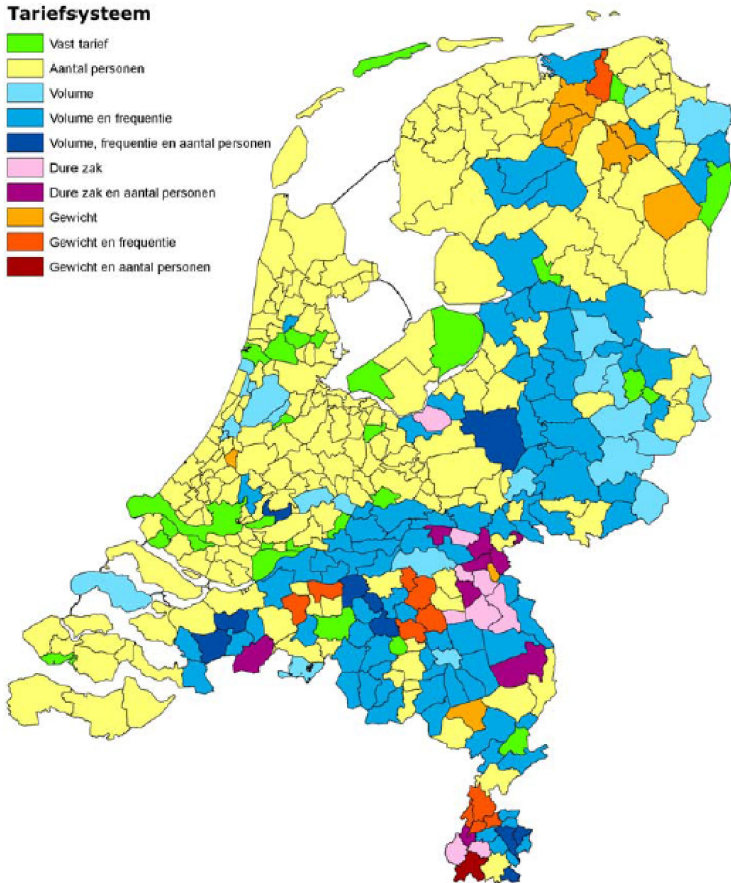 Tariefsysteem
Vast tarief
Aantal personen
Volume
Volume en frequentie
Volume, frequentie en aantal personen
Dure zak
Dure zak en aantal personen
Gewicht
Gewicht en frequentie
Gewicht en aantal personen